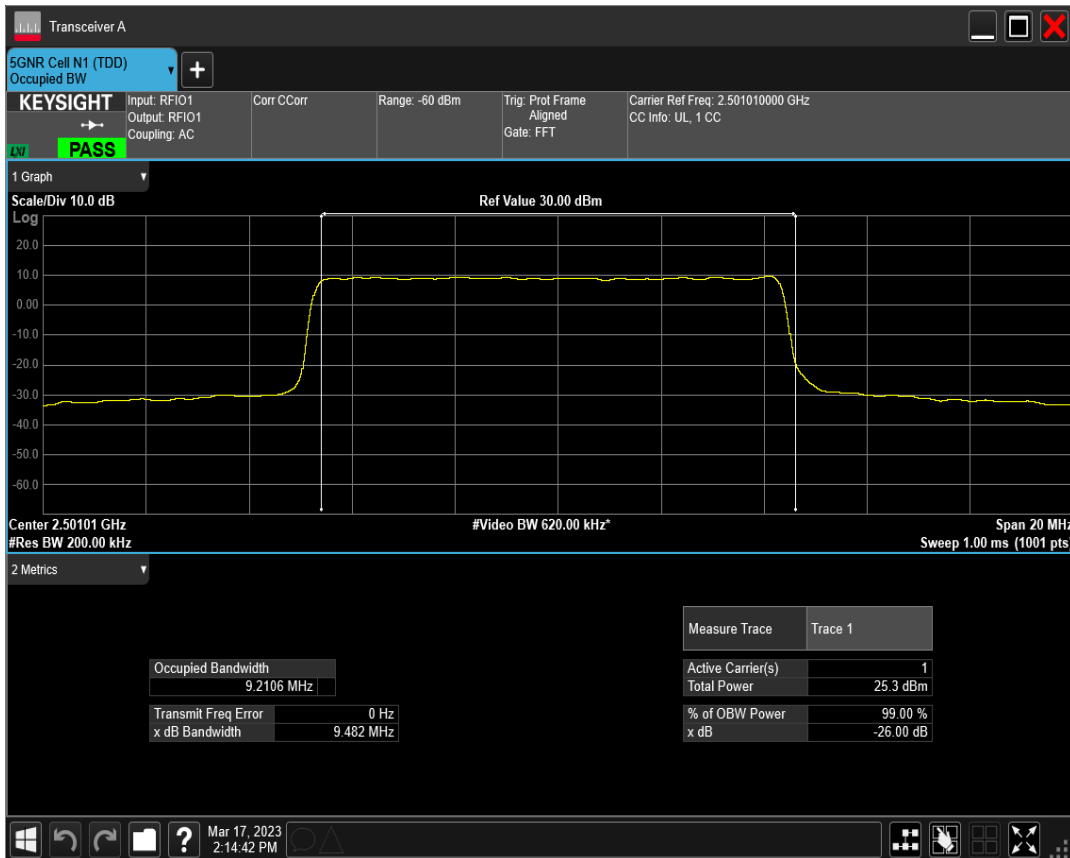 Transceiver A
5GNR Cell N1 (TDD)
Occupied BW
+
KEYSIGHT
LXI
PASS
Input: RFIO1
Output: RFIO1
Coupling: AC
Corr CCorr
Range: -60 dBm
Trig: Prot Frame
Aligned
Gate: FFT
Carrier Ref Freq: 2.501010000 GHz
CC Info: UL, 1 CC
1 Graph
Scale/Div 10.0 dB
Ref Value 30.00 dBm
Log
20.0
10.0
0.00
-10.0
-20.0
-30.0
-40.0
-50.0
-60.0
Center 2.50101 GHz
#Video BW 620.00 kHz*
Span 20 MHz
#Res BW 200.00 kHz
Sweep 1.00 ms (1001 pts)
2 Metrics
Measure Trace Trace 1
Occupied Bandwidth
9.2106 MHz
Active Carrier(s) 1
Total Power 25.3 dBm
Transmit Freq Error 0 Hz
x dB Bandwidth 9.482 MHz
% of OBW Power 99.00 %
x dB -26.00 dB
?
Mar 17, 2023
2:14:42 PM